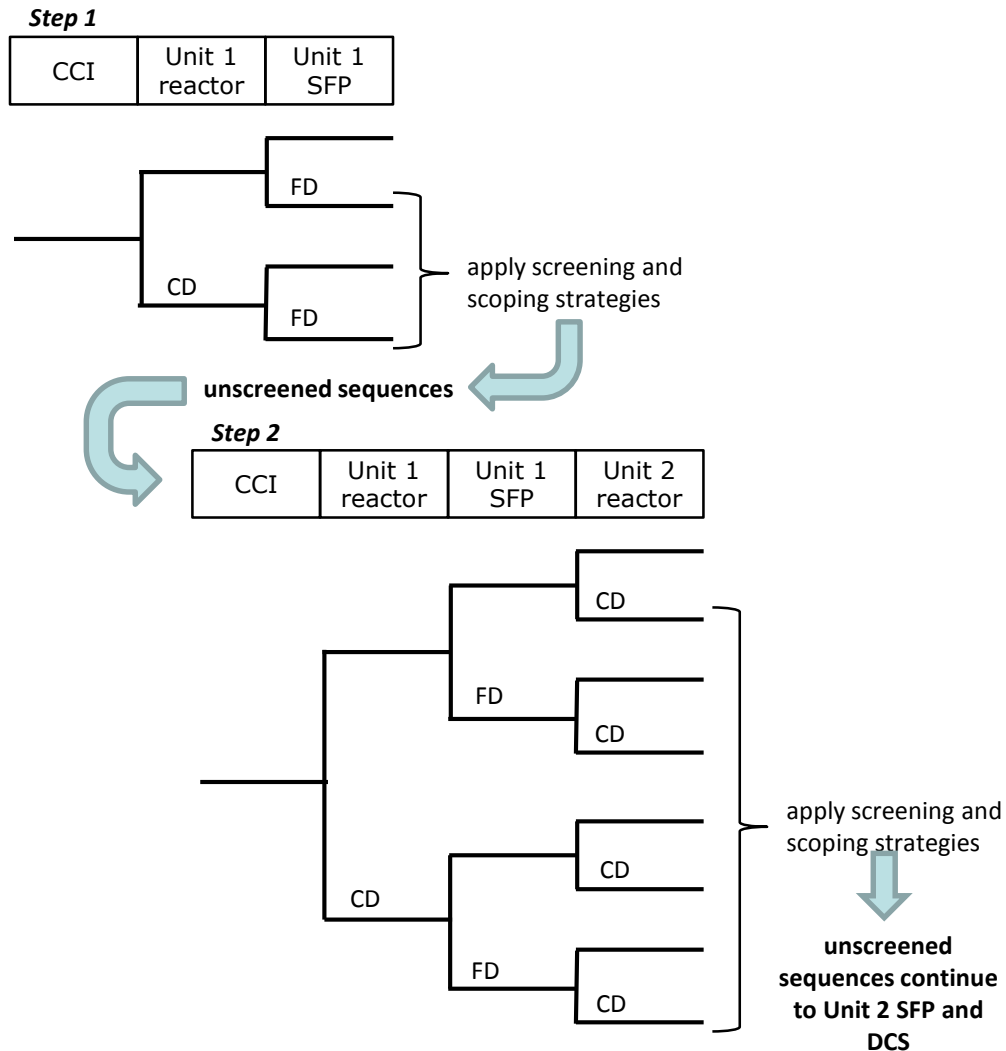 Step 1
CCI
Unit 1
reactor
Unit 1
SFP
FD
CD
FD
apply screening and
scoping strategies
unscreened sequences
Step 2
CCI
Unit 1
reactor
Unit 1
SFP
Unit 2
reactor
CD
FD
CD
CD
CD
FD
CD
apply screening and
scoping strategies
unscreened
sequences continue
to Unit 2 SFP and
DCS